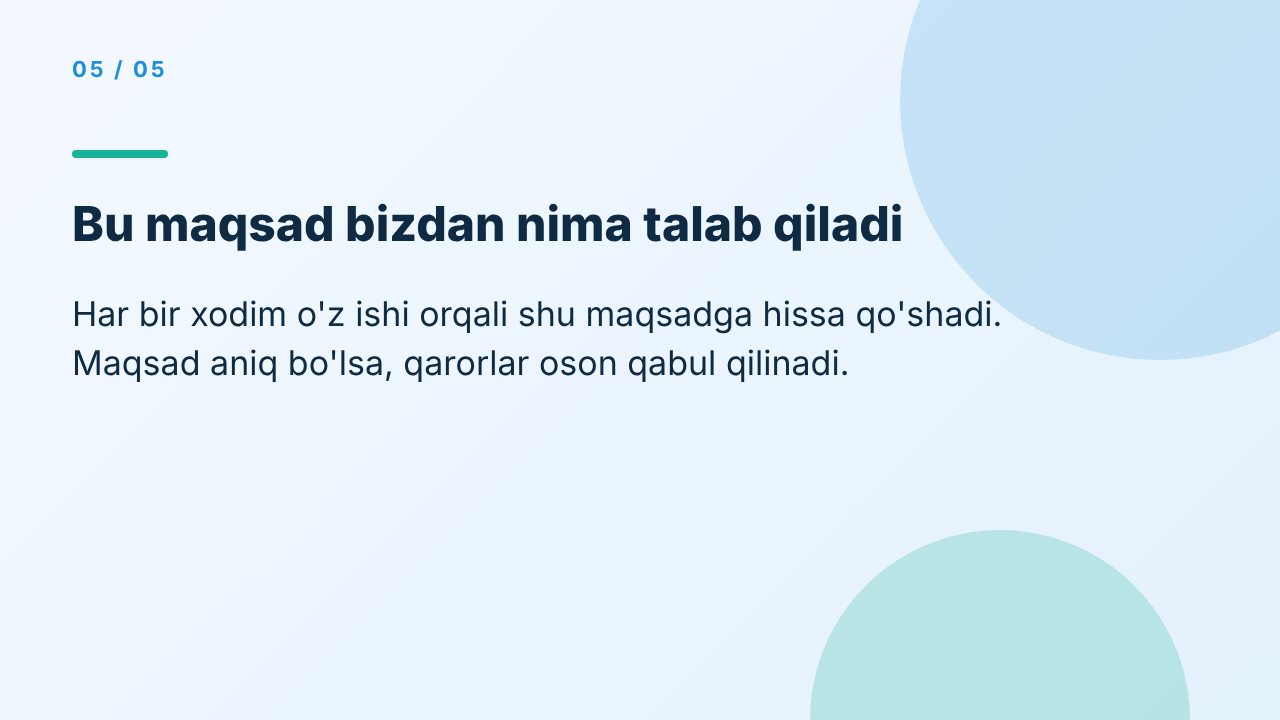 05 / 05
Bu maqsad bizdan nima talab qiladi
Har bir xodim o'z ishi orqali shu maqsadga hissa qo'shadi.
Maqsad aniq bo'lsa, qarorlar oson qabul qilinadi.